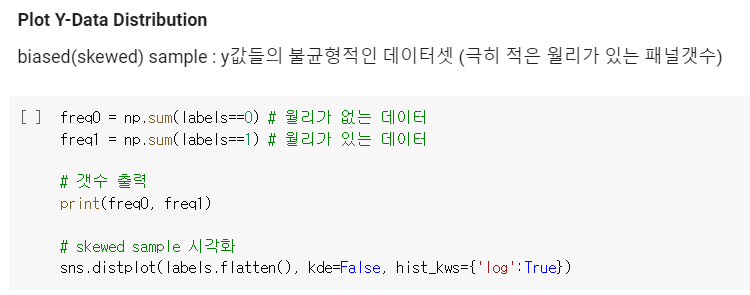 Plot Y-Data Distribution
biased(skewed) sample : y값들의 불균형적인 데이터셋 (극히 적은 월리가 있는 패널갯수)
[ ] freq0 = np.sum(labels==0) # 월리가 없는 데이터
freq1 = np.sum(labels==1) # 월리가 있는 데이터
# 갯수 출력
print(freq0, freq1)
# skewed sample 시각화
sns.distplot(labels.flatten(), kde=False, hist_kws={'log':True})